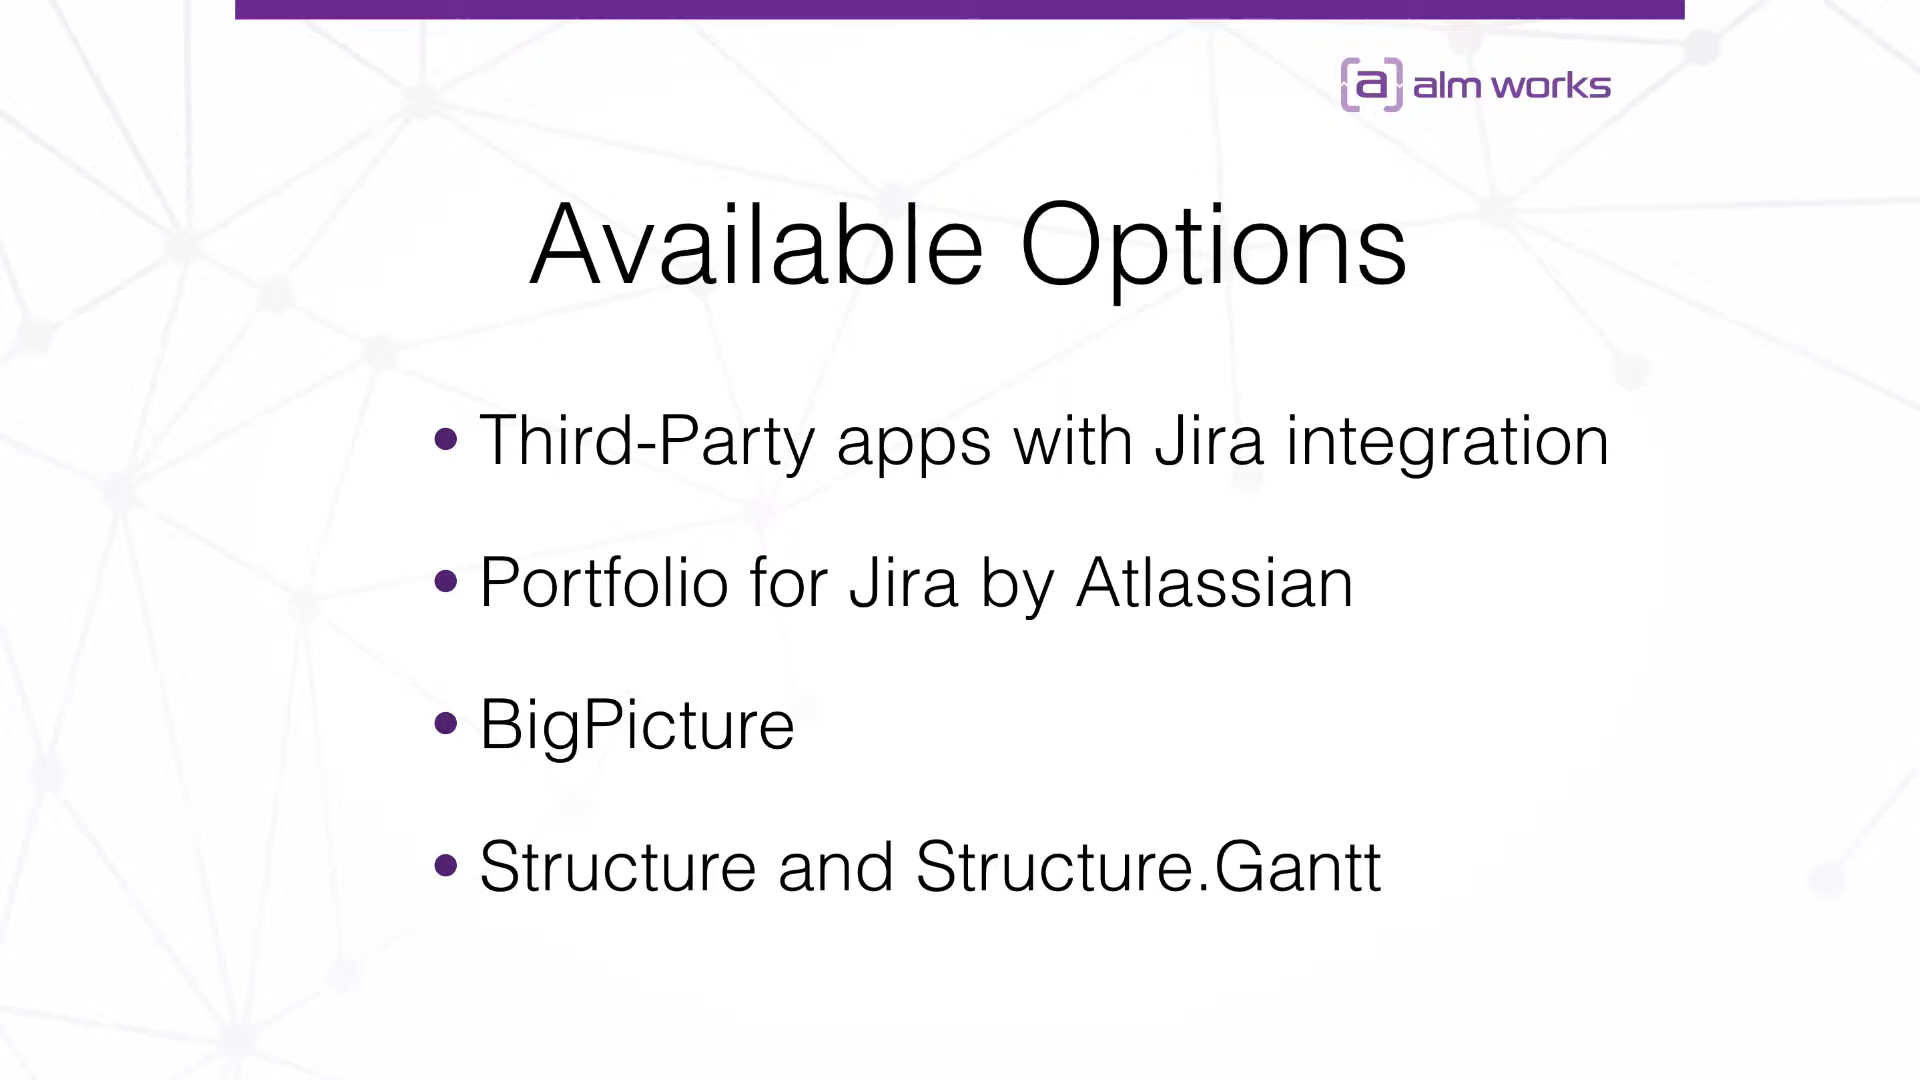 [a] alm works
Available Options
• Third-Party apps with Jira integration
• Portfolio for Jira by Atlassian
• BigPicture
• Structure and Structure.Gantt